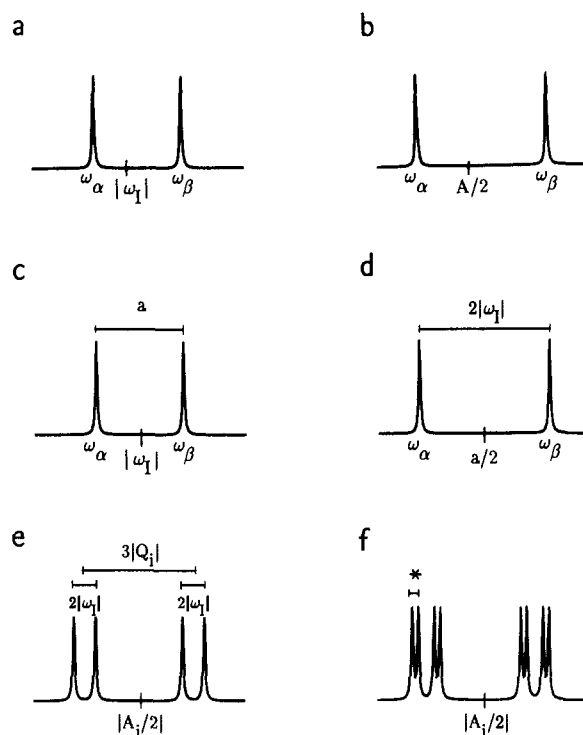 a
b
ω_α |ω_I| ω_β
ω_α A/2 ω_β
c
d
a
2|ω_I|
ω_α |ω_I| ω_β
ω_α a/2 ω_β
e
f
3|Q_i|
*
2|ω_I| 2|ω_I|
|A_i/2|
|A_i/2|